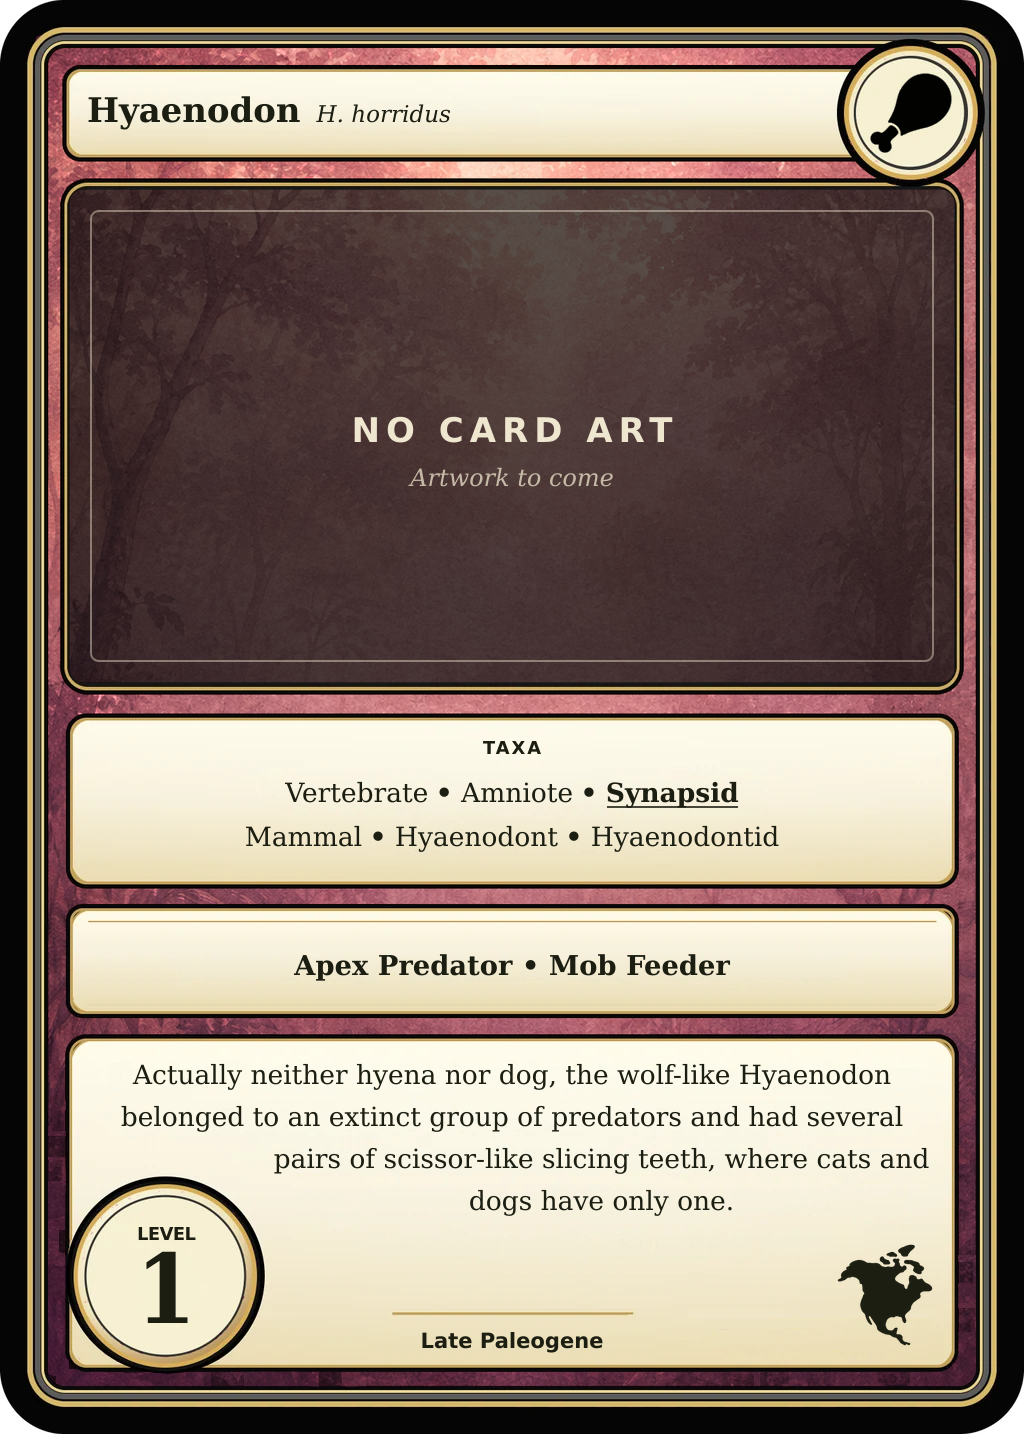 Hyaenodon H. horridus
NO CARD ART
Artwork to come
TAXA
Vertebrate • Amniote • Synapsid
Mammal • Hyaenodont • Hyaenodontid
Apex Predator • Mob Feeder
Actually neither hyena nor dog, the wolf-like Hyaenodon
belonged to an extinct group of predators and had several
pairs of scissor-like slicing teeth, where cats and
dogs have only one.
LEVEL
1
Late Paleogene